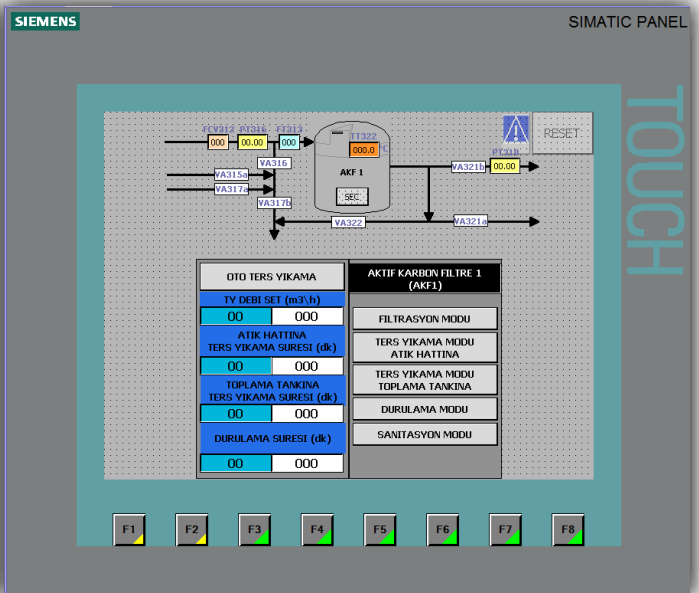 SIEMENS
SIMATIC PANEL
TOUCH
FCV312 PT316 FT313
000 00.00 000
TT322
000.0 °C
RESET
PT318
VA316
VA315a
VA317a
VA317b
AKF 1
SEC
VA321b 00.00
VA322
VA321a
OTO TERS YIKAMA
TY DEBI SET (m3\h)
00 000
ATIK HATTINA
TERS YIKAMA SURESI (dk)
00 000
TOPLAMA TANKINA
TERS YIKAMA SURESI (dk)
00 000
DURULAMA SURESI (dk)
00 000
AKTIF KARBON FILTRE 1
(AKF1)
FILTRASYON MODU
TERS YIKAMA MODU
ATIK HATTINA
TERS YIKAMA MODU
TOPLAMA TANKINA
DURULAMA MODU
SANITASYON MODU
F1 F2 F3 F4 F5 F6 F7 F8